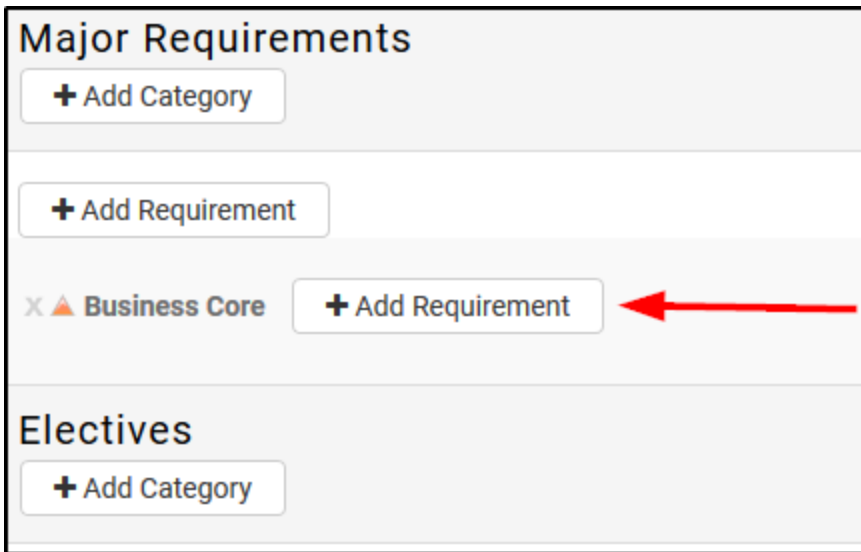 Major Requirements
+ Add Category
+ Add Requirement
X Business Core + Add Requirement
Electives
+ Add Category